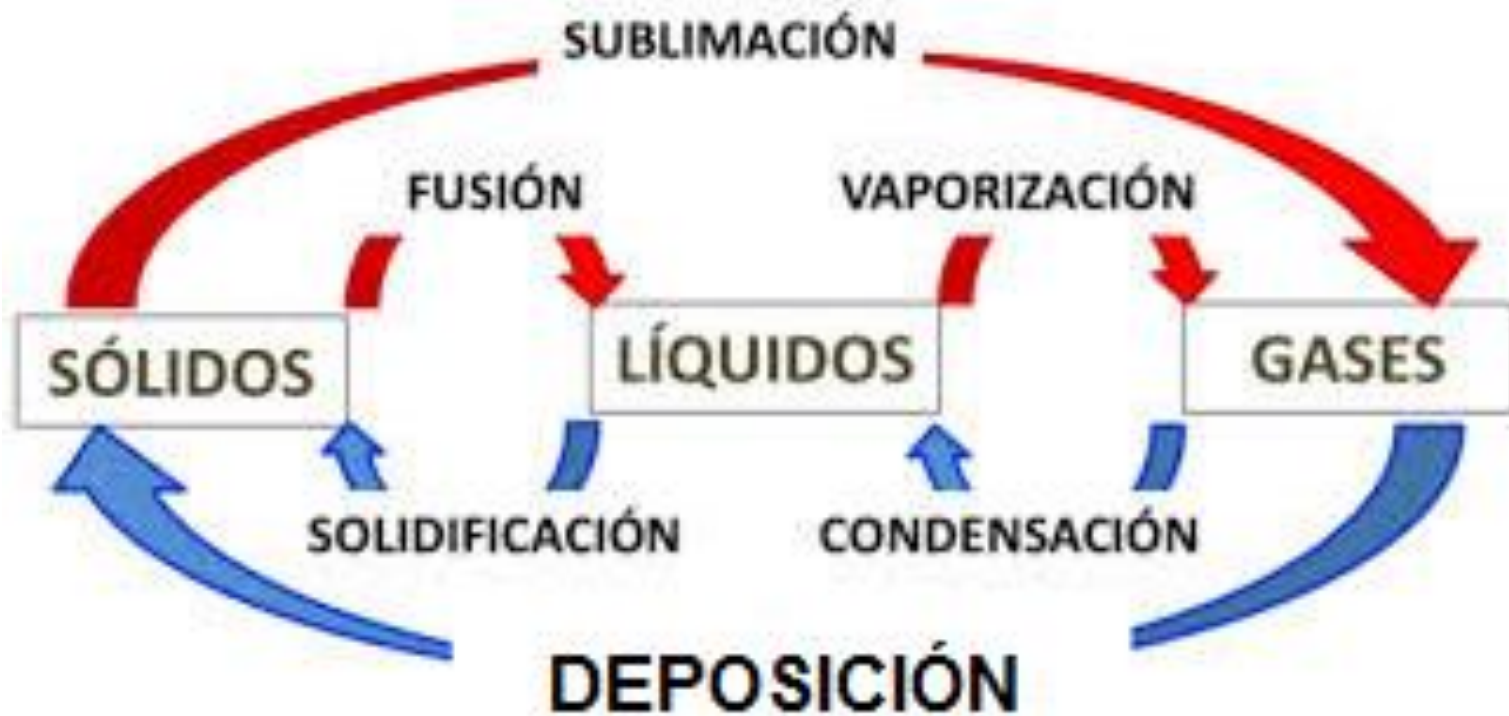 SUBLIMACIÓN
FUSIÓN
VAPORIZACIÓN
SÓLIDOS
LÍQUIDOS
GASES
SOLIDIFICACIÓN
CONDENSACIÓN
DEPOSICIÓN